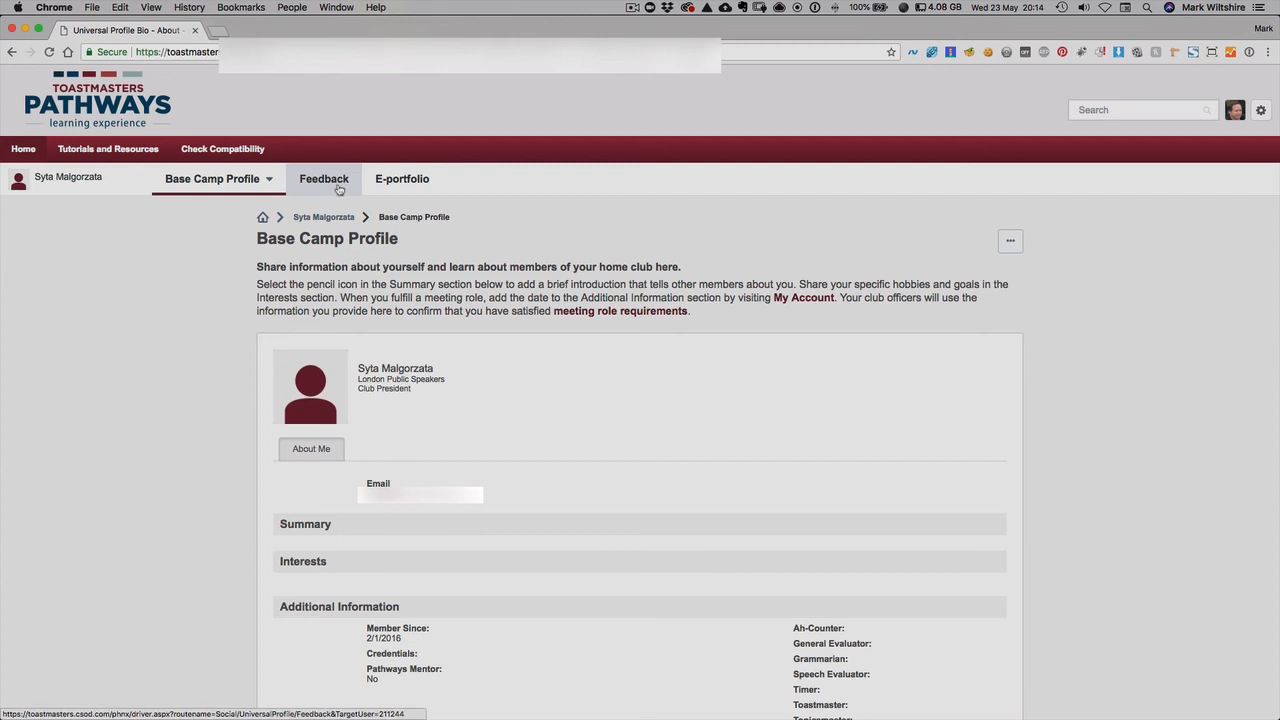 Chrome File Edit View History Bookmarks People Window Help 100% 4.08 GB Wed 23 May 20:14 Mark Wiltshire
Universal Profile Bio - About Mark
Secure https://toastmaster
TOASTMASTERS
PATHWAYS
learning experience
Search
Home Tutorials and Resources Check Compatibility
Syta Malgorzata Base Camp Profile Feedback E-portfolio
Syta Malgorzata Base Camp Profile
Base Camp Profile
Share information about yourself and learn about members of your home club here.
Select the pencil icon in the Summary section below to add a brief introduction that tells other members about you. Share your specific hobbies and goals in the
Interests section. When you fulfill a meeting role, add the date to the Additional Information section by visiting My Account. Your club officers will use the
information you provide here to confirm that you have satisfied meeting role requirements.
Syta Malgorzata
London Public Speakers
Club President
About Me
Email
Summary
Interests
Additional Information
Member Since:
2/1/2016
Credentials:
Pathways Mentor:
No
Ah-Counter:
General Evaluator:
Grammarian:
Speech Evaluator:
Timer:
Toastmaster:
https://toastmasters.csod.com/phnx/driver.aspx?routename=Social/UniversalProfile/Feedback&TargetUser=211244